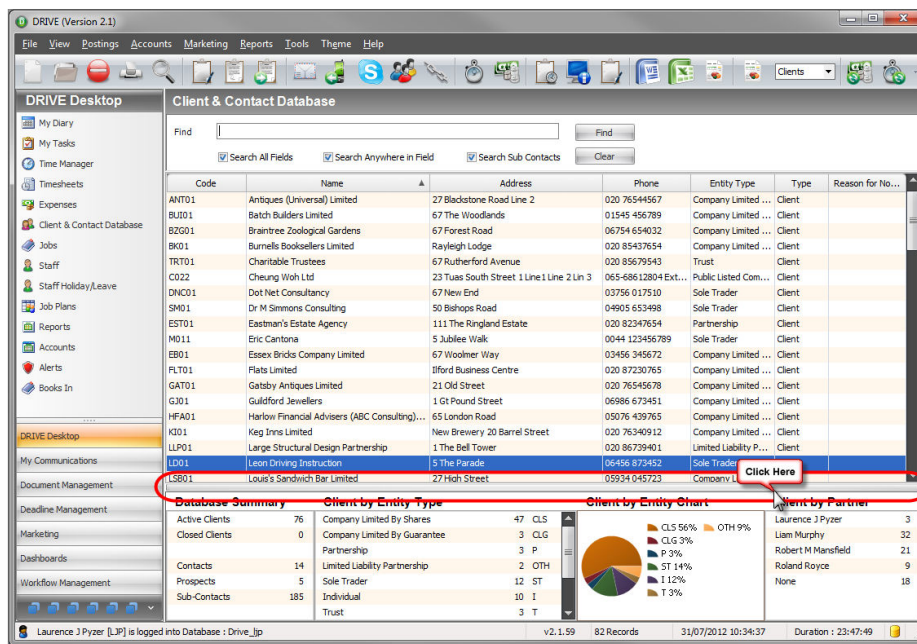 DRIVE (Version 2.1)
File View Postings Accounts Marketing Reports Tools Theme Help
Clients
DRIVE Desktop
My Diary
My Tasks
Time Manager
Timesheets
Expenses
Client & Contact Database
Jobs
Staff
Staff Holiday/Leave
Job Plans
Reports
Accounts
Alerts
Books In
DRIVE Desktop
My Communications
Document Management
Deadline Management
Marketing
Dashboards
Workflow Management
Client & Contact Database
Find
Find
Search All Fields Search Anywhere in Field Search Sub Contacts Clear
Code Name Address Phone Entity Type Type Reason for No...
ANT01 Antiques (Universal) Limited 27 Blackstone Road Line 2 020 76544567 Company Limited ... Client
BUI01 Batch Builders Limited 67 The Woodlands 01545 456789 Company Limited ... Client
BZG01 Braintree Zoological Gardens 67 Forest Road 06754 654032 Company Limited ... Client
BK01 Burnells Booksellers Limited Rayleigh Lodge 020 85437654 Company Limited ... Client
TRT01 Charitable Trustees 67 Rutherford Avenue 020 85679543 Trust Client
C022 Cheung Woh Ltd 23 Tuas South Street 1 Line1 Line 2 Lin 3 065-68612804 Ext... Public Listed Com... Client
DNC01 Dot Net Consultancy 67 New End 03756 017510 Sole Trader Client
SM01 Dr M Simmons Consulting 50 Bishops Road 04905 653498 Sole Trader Client
EST01 Eastman's Estate Agency 111 The Ringland Estate 020 82347654 Partnership Client
M011 Eric Cantona 5 Jubilee Walk 0044 123456789 Sole Trader Client
EB01 Essex Bricks Company Limited 67 Woolmer Way 03456 345672 Company Limited ... Client
FLT01 Flats Limited Ilford Business Centre 020 87230765 Company Limited ... Client
GAT01 Gatsby Antiques Limited 21 Old Street 020 76545678 Company Limited ... Client
GJ01 Guildford Jewellers 1 Gt Pound Street 06986 673451 Company Limited ... Client
HFA01 Harlow Financial Advisers (ABC Consulting)... 65 London Road 05076 439765 Company Limited ... Client
KI01 Keg Inns Limited New Brewery 20 Barrel Street 020 76340912 Company Limited ... Client
LLP01 Large Structural Design Partnership 1 The Bell Tower 020 86739401 Limited Liability P... Client
LD01 Leon Driving Instruction 5 The Parade 06456 873452 Sole Trader
LSB01 Louis's Sandwich Bar Limited 27 High Street 05934 045723 Company
Click Here
Database Summary
Active Clients 76
Closed Clients 0
Contacts 14
Prospects 5
Sub-Contacts 185
Client by Entity Type
Company Limited By Shares 47 CLS
Company Limited By Guarantee 3 CLG
Partnership 3 P
Limited Liability Partnership 2 OTH
Sole Trader 12 ST
Individual 10 I
Trust 3 T
Client by Entity Chart
CLS 56% OTH 9%
CLG 3%
P 3%
ST 14%
I 12%
T 3%
Client by Partner
Laurence J Pyzer 3
Liam Murphy 32
Robert M Mansfield 21
Roland Royce 9
None 18
Laurence J Pyzer [LJP] is logged into Database : Drive_ljp v2.1.59 82 Records 31/07/2012 10:34:37 Duration : 23:47:49